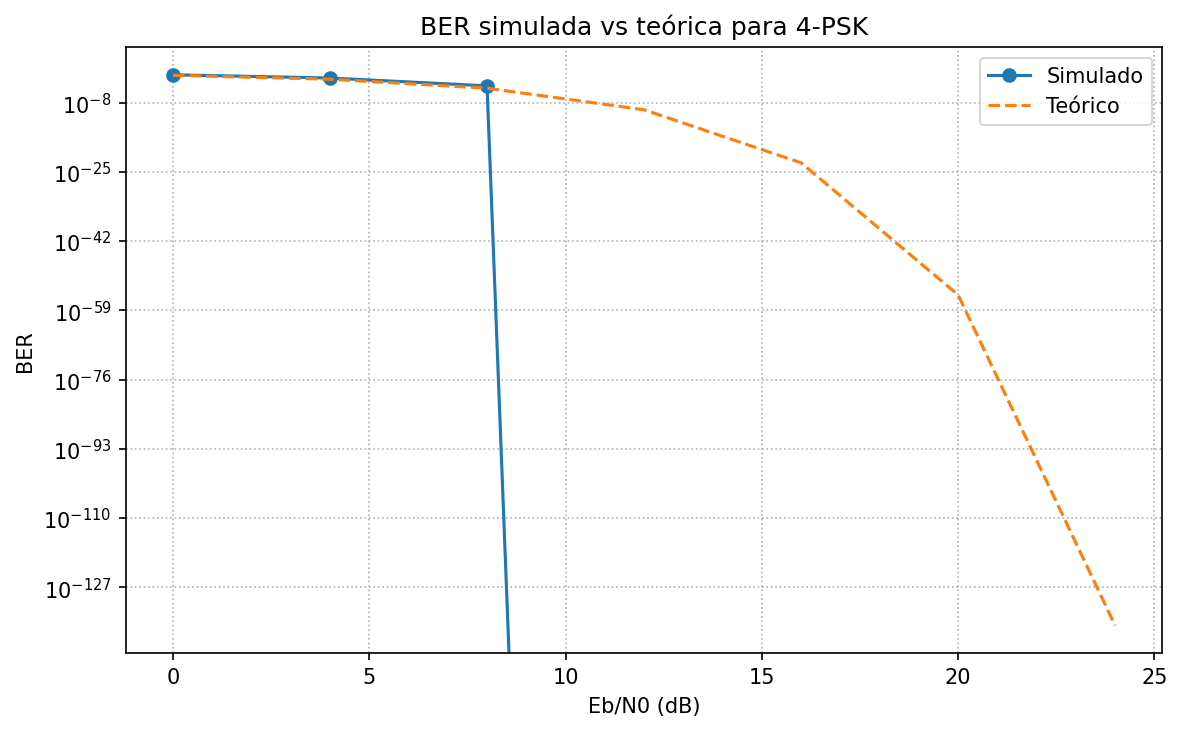 BER simulada vs teórica para 4-PSK
Simulado
Teórico
10⁻⁸
10⁻²⁵
10⁻⁴²
10⁻⁵⁹
10⁻⁷⁶
10⁻⁹³
10⁻¹¹⁰
10⁻¹²⁷
BER
0 5 10 15 20 25
Eb/N0 (dB)